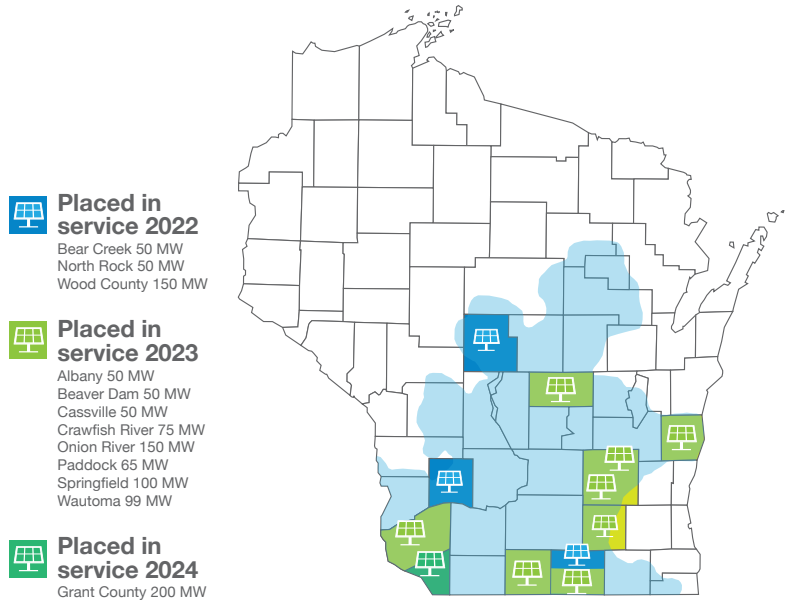 Placed in
service 2022
Bear Creek 50 MW
North Rock 50 MW
Wood County 150 MW
Placed in
service 2023
Albany 50 MW
Beaver Dam 50 MW
Cassville 50 MW
Crawfish River 75 MW
Onion River 150 MW
Paddock 65 MW
Springfield 100 MW
Wautoma 99 MW
Placed in
service 2024
Grant County 200 MW